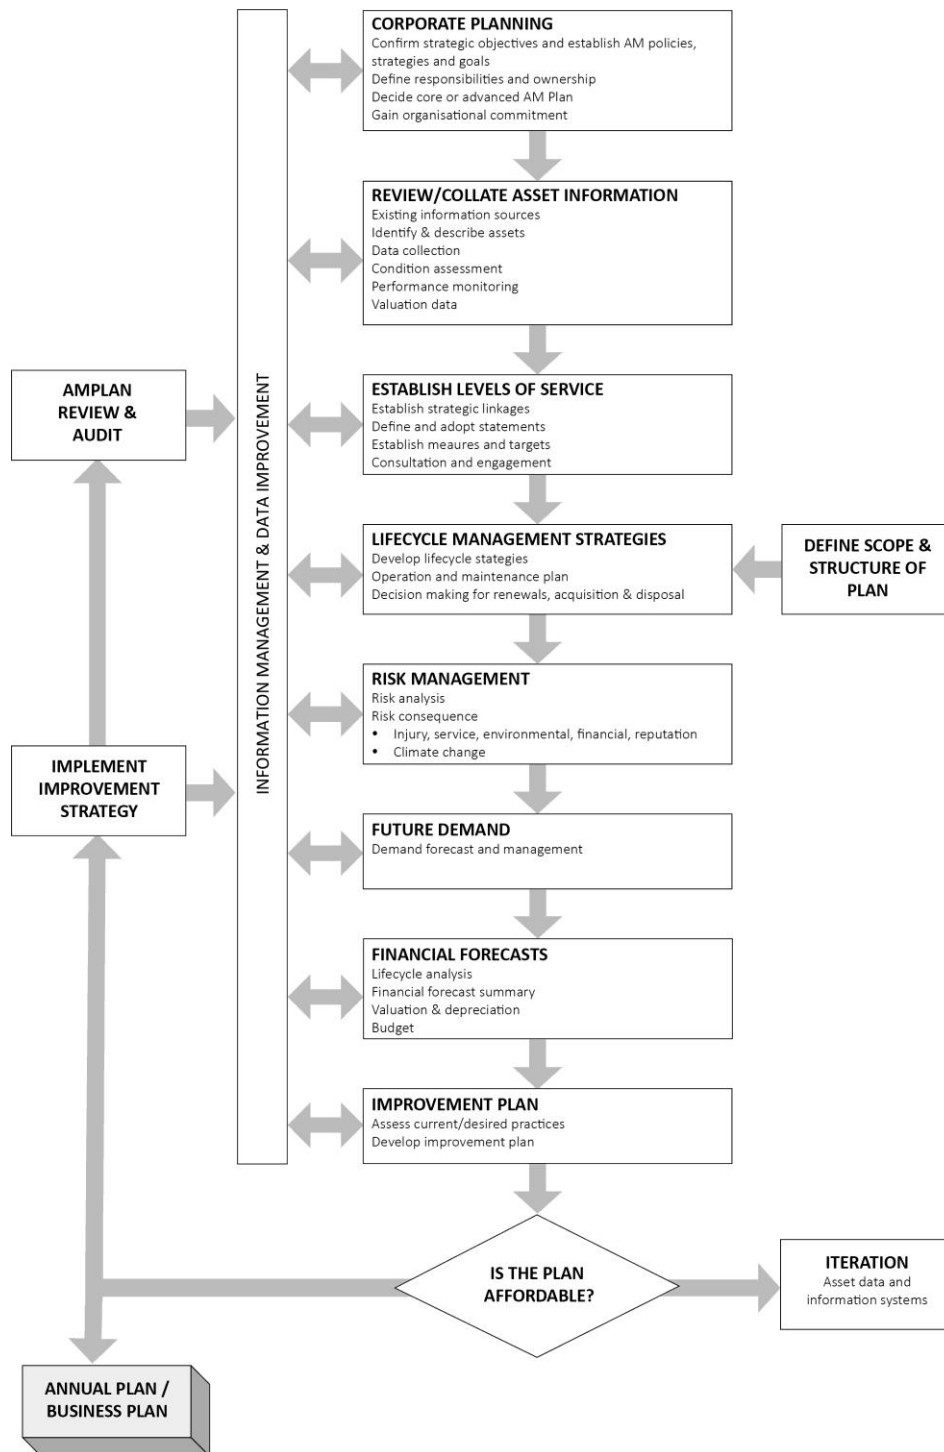 CORPORATE PLANNING
Confirm strategic objectives and establish AM policies,
strategies and goals
Define responsibilities and ownership
Decide core or advanced AM Plan
Gain organisational commitment
REVIEW/COLLATE ASSET INFORMATION
Existing information sources
Identify & describe assets
Data collection
Condition assessment
Performance monitoring
Valuation data
AMPLAN
REVIEW &
AUDIT
INFORMATION MANAGEMENT & DATA IMPROVEMENT
ESTABLISH LEVELS OF SERVICE
Establish strategic linkages
Define and adopt statements
Establish measures and targets
Consultation and engagement
LIFECYCLE MANAGEMENT STRATEGIES
Develop lifecycle stategies
Operation and maintenance plan
Decision making for renewals, acquisition & disposal
DEFINE SCOPE &
STRUCTURE OF
PLAN
RISK MANAGEMENT
Risk analysis
Risk consequence
• Injury, service, environmental, financial, reputation
• Climate change
IMPLEMENT
IMPROVEMENT
STRATEGY
FUTURE DEMAND
Demand forecast and management
FINANCIAL FORECASTS
Lifecycle analysis
Financial forecast summary
Valuation & depreciation
Budget
IMPROVEMENT PLAN
Assess current/desired practices
Develop improvement plan
IS THE PLAN
AFFORDABLE?
ITERATION
Asset data and
information systems
ANNUAL PLAN /
BUSINESS PLAN